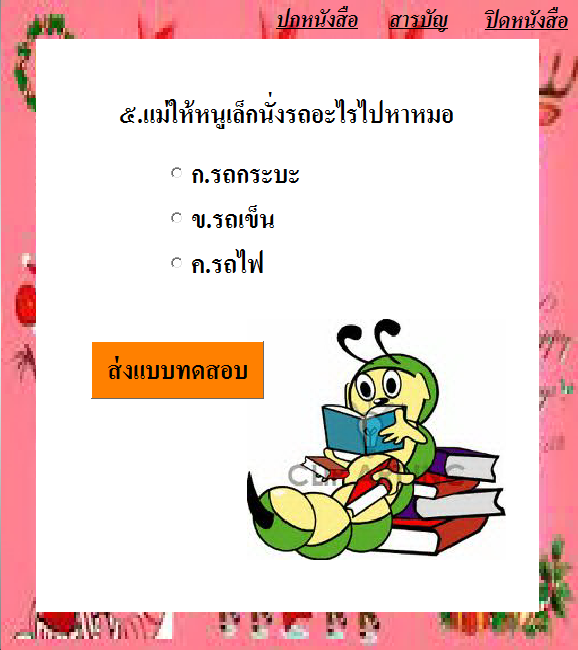 ปกหนังสือ สารบัญ ปิดหนังสือ
๕.แม่ให้หนูเล็กนั่งรถอะไรไปหาหมอ
ก.รถกระบะ
ข.รถเข็น
ค.รถไฟ
ส่งแบบทดสอบ